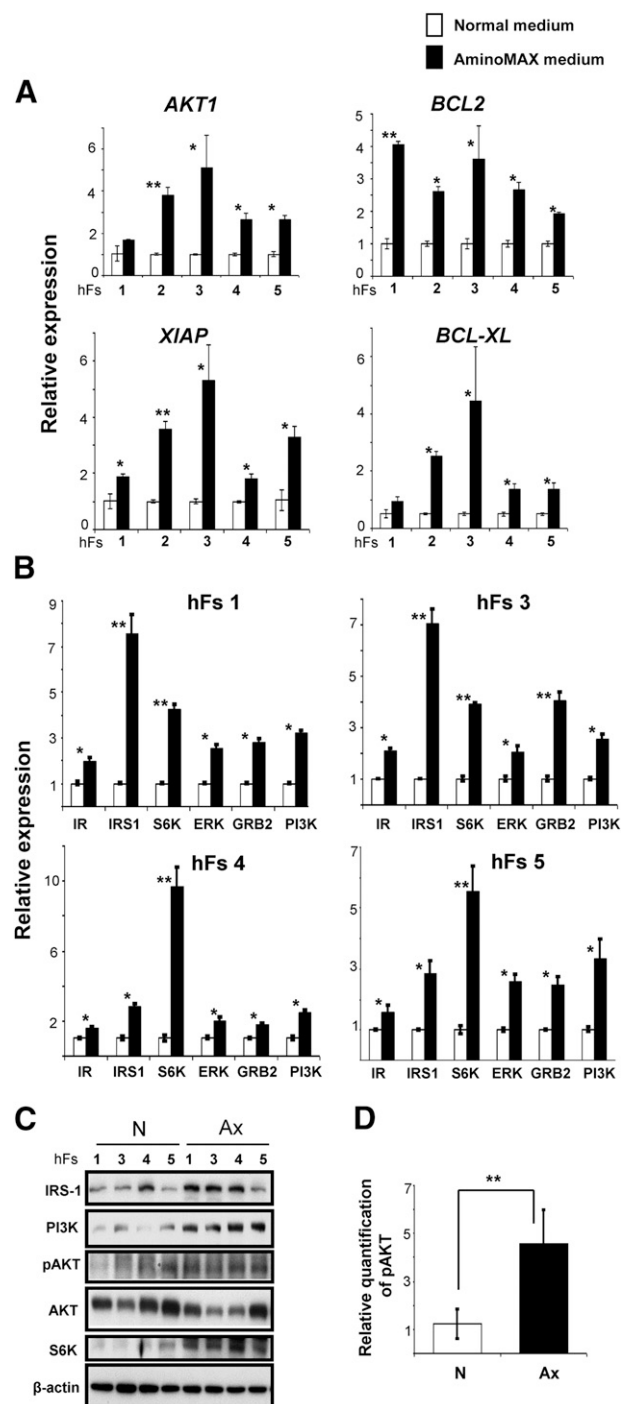 Normal medium
AminoMAX medium
A
AKT1
BCL2
Relative expression
6
4
2
1
0
hFs 1 2 3 4 5
** * * *
5
4
3
2
1
0
hFs 1 2 3 4 5
** * * * *
XIAP
BCL-XL
6
4
2
1
0
hFs 1 2 3 4 5
* ** * * *
6
4
2
0
hFs 1 2 3 4 5
* * * *
B
Relative expression
hFs 1
9
7
5
3
1
* ** ** * * *
IR IRS1 S6K ERK GRB2 PI3K
hFs 3
7
5
3
1
* ** ** * ** *
IR IRS1 S6K ERK GRB2 PI3K
hFs 4
10
6
2
* * ** * * *
IR IRS1 S6K ERK GRB2 PI3K
hFs 5
7
5
3
1
* * ** * * *
IR IRS1 S6K ERK GRB2 PI3K
C
N Ax
hFs 1 3 4 5 1 3 4 5
IRS-1
PI3K
pAKT
AKT
S6K
β-actin
D
Relative quantification
of pAKT
7
5
3
1
**
N Ax